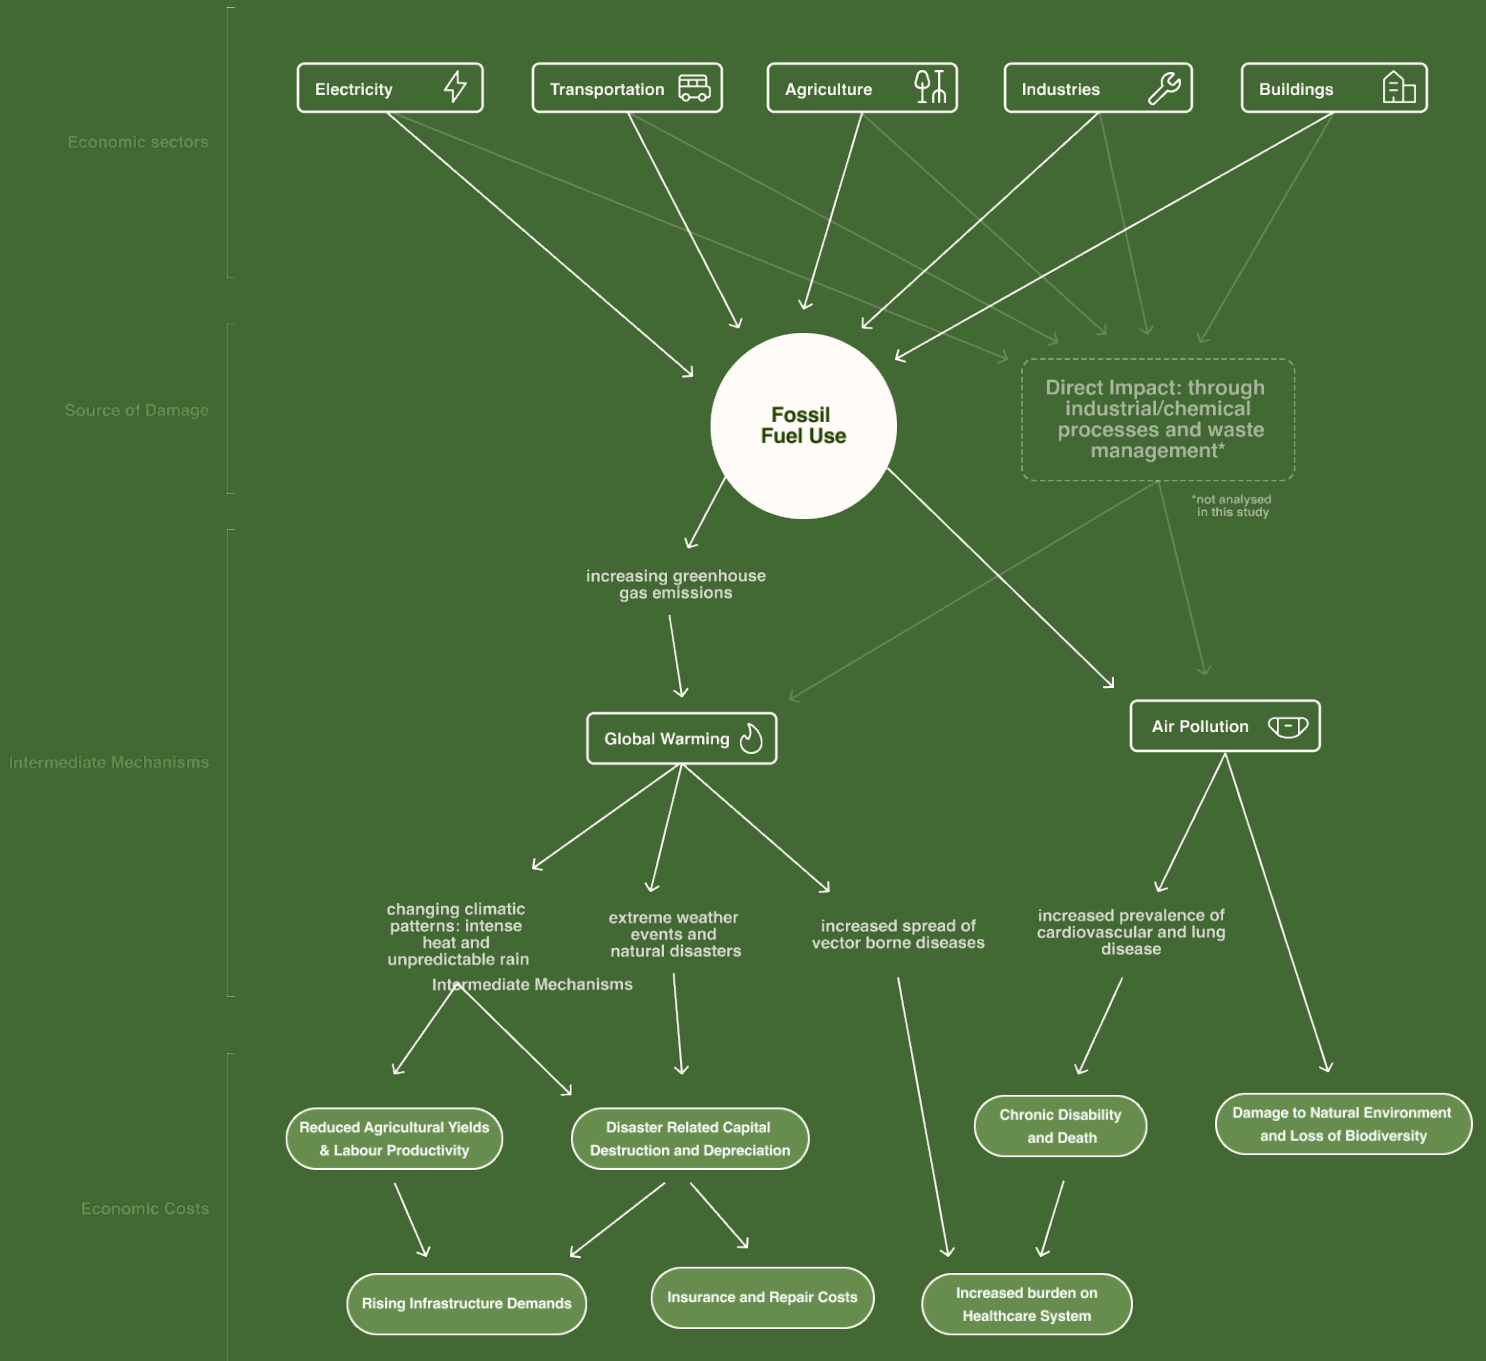 Electricity
Transportation
Agriculture
Industries
Buildings
Economic sectors
Source of Damage
Fossil
Fuel Use
Direct Impact: through
industrial/chemical
processes and waste
management*
*not analysed
in this study
increasing greenhouse
gas emissions
Intermediate Mechanisms
Global Warming
Air Pollution
changing climatic
patterns: intense
heat and
unpredictable rain
extreme weather
events and
natural disasters
increased spread of
vector borne diseases
increased prevalence of
cardiovascular and lung
disease
Intermediate Mechanisms
Economic Costs
Reduced Agricultural Yields
& Labour Productivity
Disaster Related Capital
Destruction and Depreciation
Chronic Disability
and Death
Damage to Natural Environment
and Loss of Biodiversity
Rising Infrastructure Demands
Insurance and Repair Costs
Increased burden on
Healthcare System